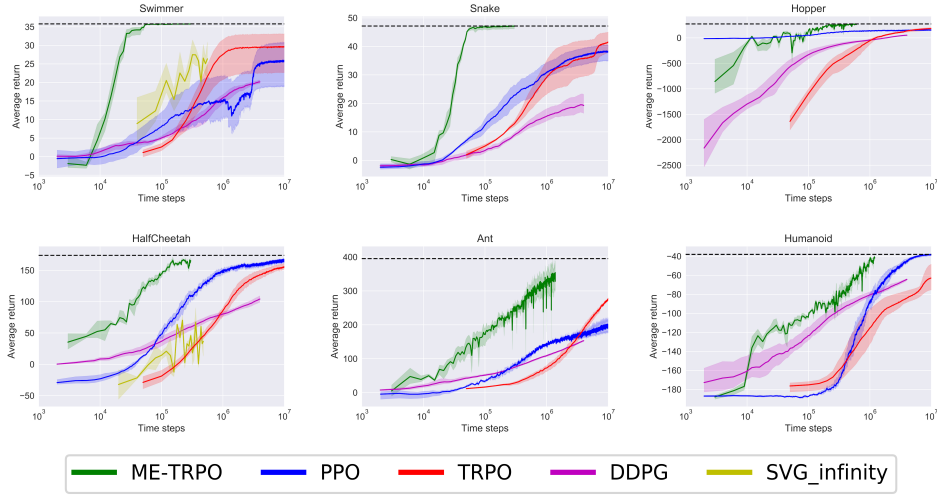 Swimmer
Average return
35
30
25
20
15
10
5
0
−5
10^3 10^4 10^5 10^6 10^7
Time steps
Snake
Average return
50
40
30
20
10
0
10^3 10^4 10^5 10^6 10^7
Time steps
Hopper
Average return
0
−500
−1000
−1500
−2000
−2500
10^3 10^4 10^5 10^6 10^7
Time steps
HalfCheetah
Average return
150
100
50
0
−50
10^3 10^4 10^5 10^6 10^7
Time steps
Ant
Average return
400
300
200
100
0
10^3 10^4 10^5 10^6 10^7
Time steps
Humanoid
Average return
−40
−60
−80
−100
−120
−140
−160
−180
10^3 10^4 10^5 10^6 10^7
Time steps
ME-TRPO PPO TRPO DDPG SVG_infinity